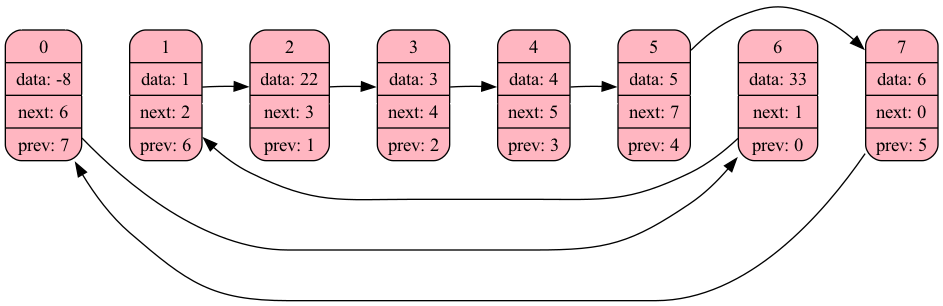 0
data: -8
next: 6
prev: 7
1
data: 1
next: 2
prev: 6
2
data: 22
next: 3
prev: 1
3
data: 3
next: 4
prev: 2
4
data: 4
next: 5
prev: 3
5
data: 5
next: 7
prev: 4
6
data: 33
next: 1
prev: 0
7
data: 6
next: 0
prev: 5